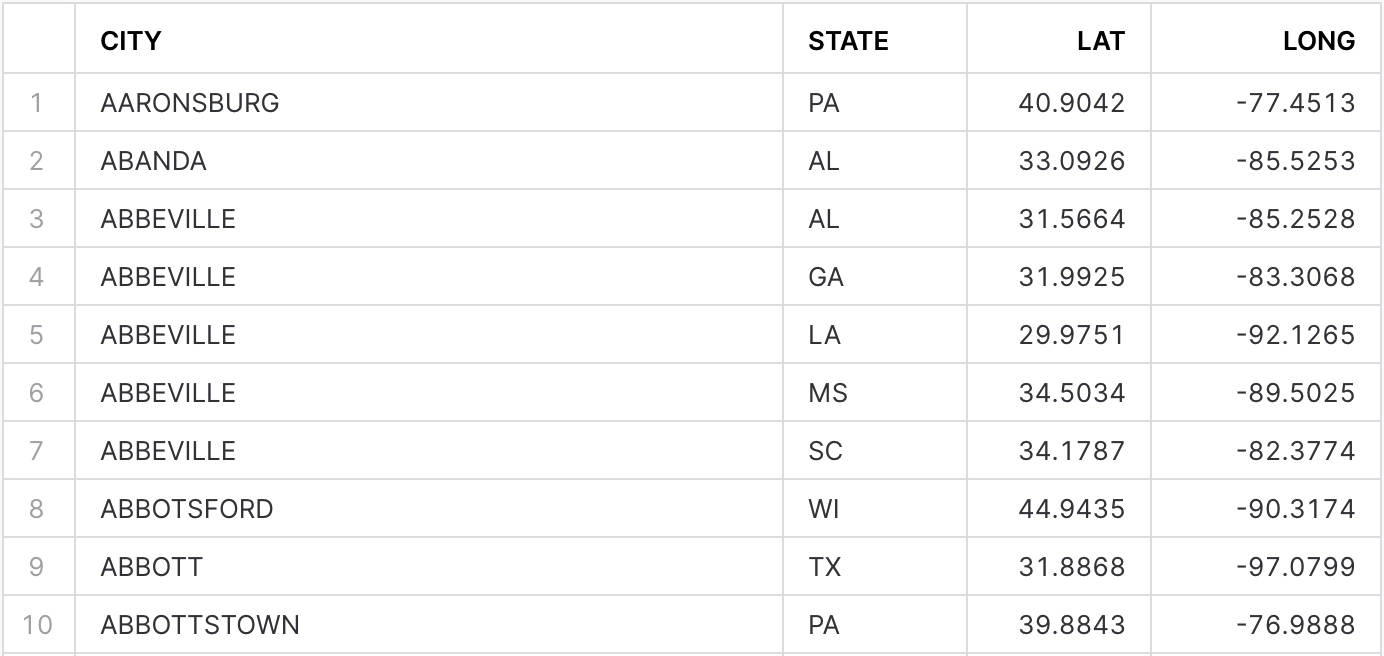 CITY STATE LAT LONG
1 AARONSBURG PA 40.9042 -77.4513
2 ABANDA AL 33.0926 -85.5253
3 ABBEVILLE AL 31.5664 -85.2528
4 ABBEVILLE GA 31.9925 -83.3068
5 ABBEVILLE LA 29.9751 -92.1265
6 ABBEVILLE MS 34.5034 -89.5025
7 ABBEVILLE SC 34.1787 -82.3774
8 ABBOTSFORD WI 44.9435 -90.3174
9 ABBOTT TX 31.8868 -97.0799
10 ABBOTTSTOWN PA 39.8843 -76.9888